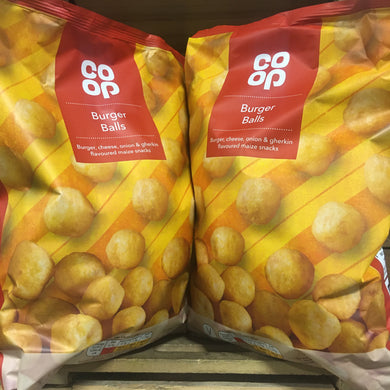 CO
OP
Burger
Balls
Burger, cheese, onion & gherkin
flavoured maize snacks
CO
OP
Burger
Balls
Burger, cheese, onion & gherkin
flavoured maize snacks